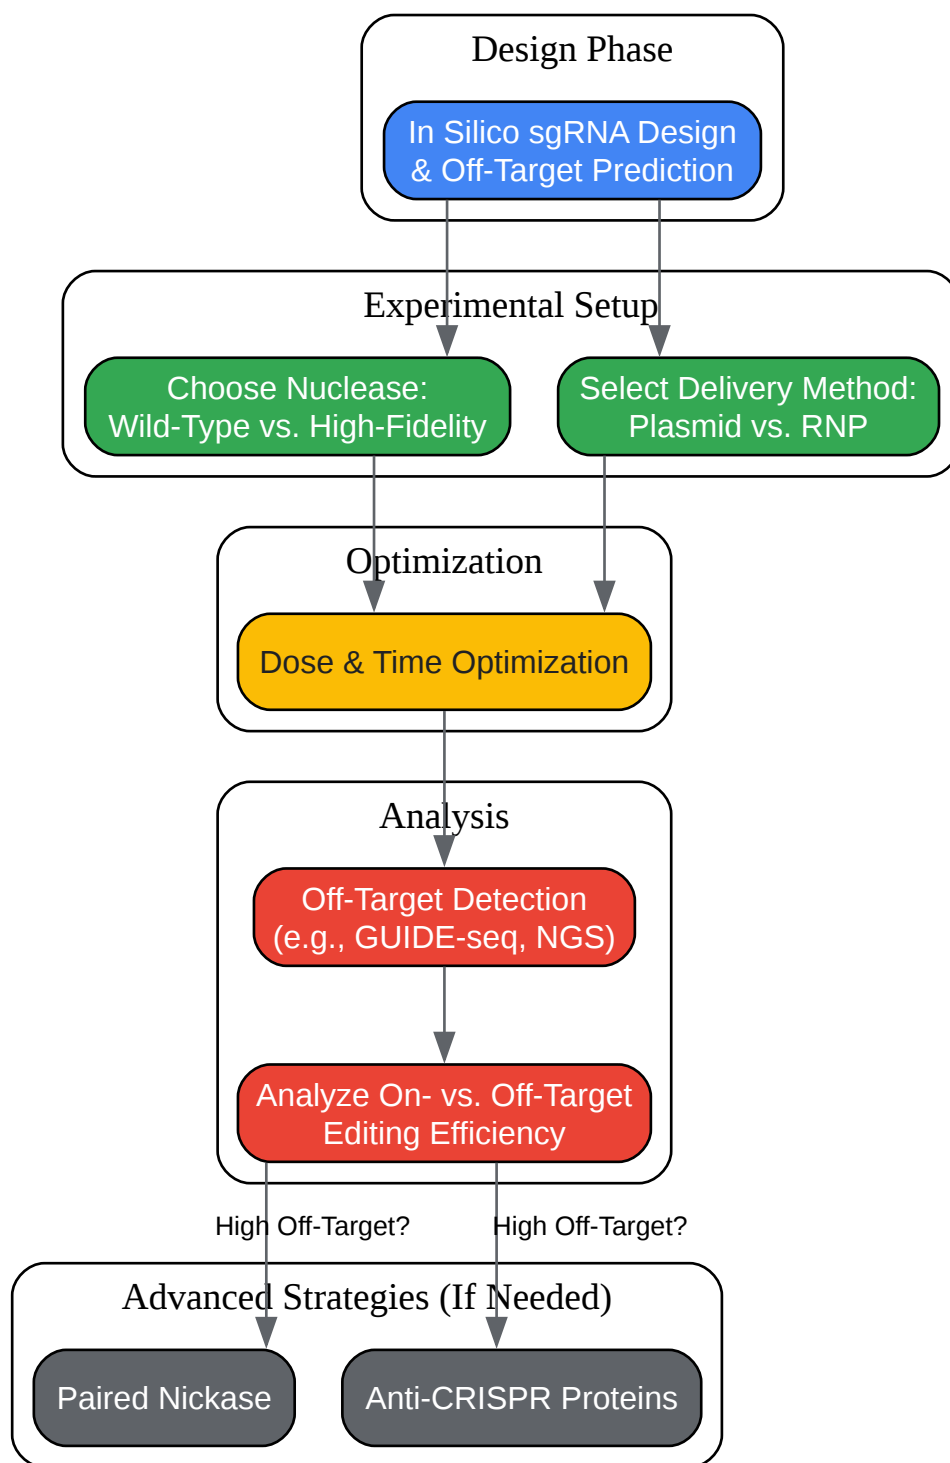 Design Phase
In Silico sgRNA Design
& Off-Target Prediction
Experimental Setup
Choose Nuclease:
Wild-Type vs. High-Fidelity
Select Delivery Method:
Plasmid vs. RNP
Optimization
Dose & Time Optimization
Analysis
Off-Target Detection
(e.g., GUIDE-seq, NGS)
Analyze On- vs. Off-Target
Editing Efficiency
High Off-Target?
High Off-Target?
Advanced Strategies (If Needed)
Paired Nickase
Anti-CRISPR Proteins